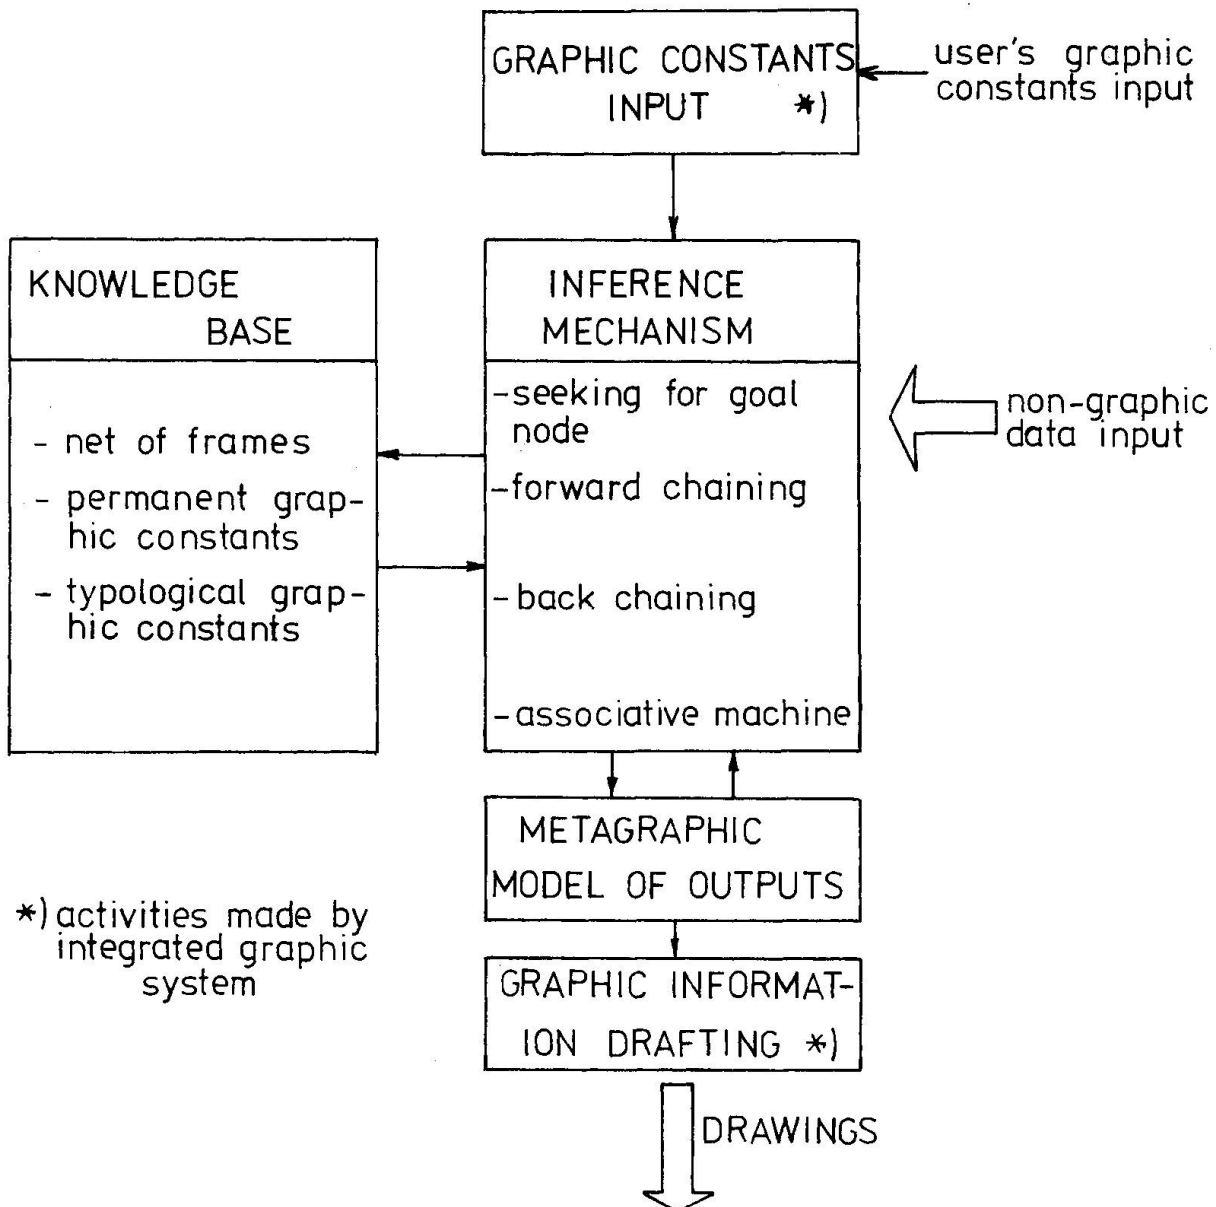 GRAPHIC CONSTANTS
INPUT *)
user's graphic
constants input
KNOWLEDGE
BASE
- net of frames
- permanent grap-
hic constants
- typological grap-
hic constants
INFERENCE
MECHANISM
-seeking for goal
node
-forward chaining
-back chaining
-associative machine
non-graphic
data input
METAGRAPHIC
MODEL OF OUTPUTS
*) activities made by
integrated graphic
system
GRAPHIC INFORMAT-
ION DRAFTING *)
DRAWINGS